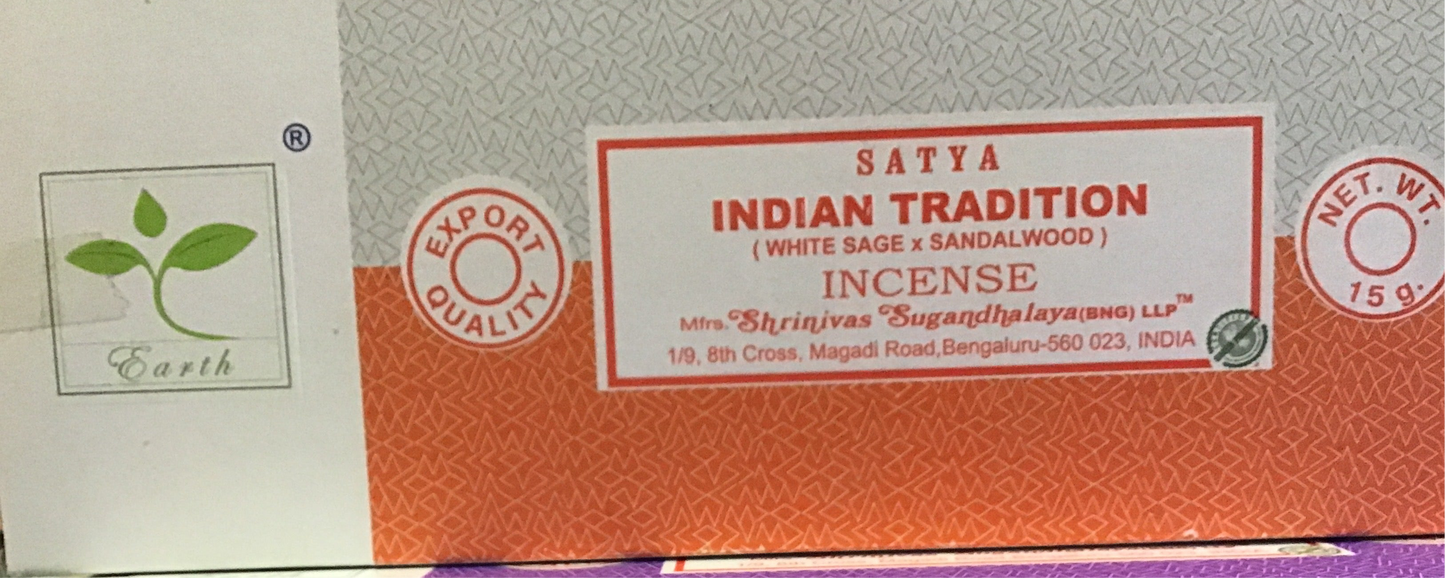 ®
Earth
EXPORT
QUALITY
SATYA
INDIAN TRADITION
( WHITE SAGE x SANDALWOOD )
INCENSE
Mfrs. Shrinivas Sugandhalaya(BNG) LLP™
1/9, 8th Cross, Magadi Road,Bengaluru-560 023, INDIA
NET. WT.
15 g.